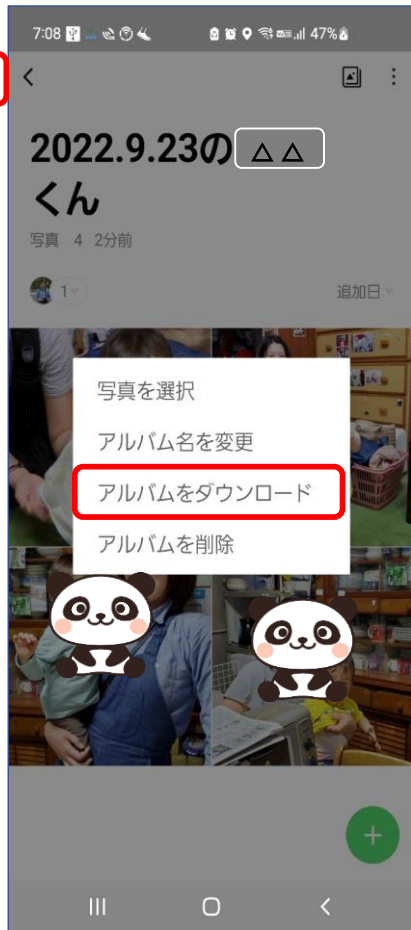 7:08 47%
2022.9.23の△△
くん
写真 4 2分前
1
追加日
写真を選択
アルバム名を変更
アルバムをダウンロード
アルバムを削除